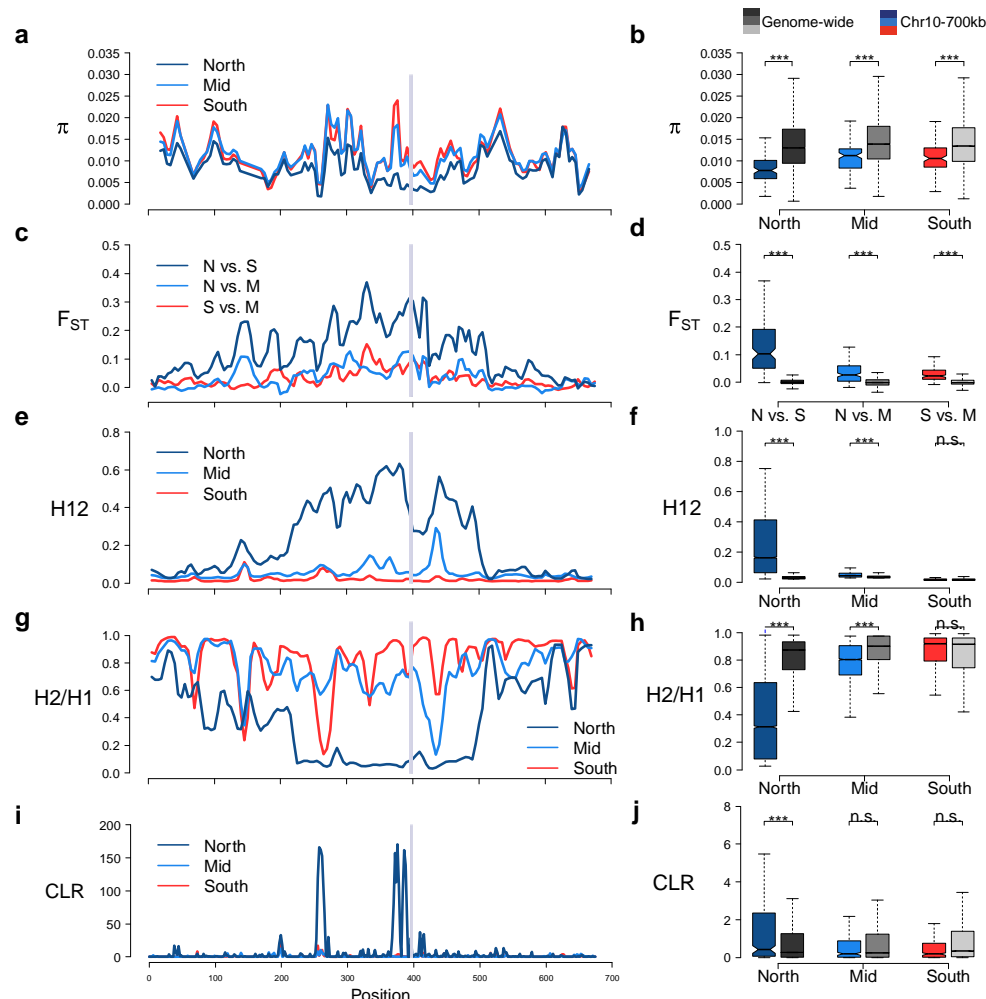 Genome-wide Chr10-700kb
a
π
0.035
0.030
0.025
0.020
0.015
0.010
0.005
0.000
North
Mid
South
b
π
0.035
0.030
0.025
0.020
0.015
0.010
0.005
0.000
*** *** ***
North Mid South
c
FST
0.5
0.4
0.3
0.2
0.1
0.0
N vs. S
N vs. M
S vs. M
d
FST
0.5
0.4
0.3
0.2
0.1
0.0
*** *** ***
N vs. S N vs. M S vs. M
e
H12
0.8
0.6
0.4
0.2
0.0
North
Mid
South
f
H12
1.0
0.8
0.6
0.4
0.2
0.0
*** *** n.s.
North Mid South
g
H2/H1
1.0
0.8
0.6
0.4
0.2
0.0
North
Mid
South
h
H2/H1
1.0
0.8
0.6
0.4
0.2
0.0
*** *** n.s.
North Mid South
i
CLR
200
150
100
50
0
North
Mid
South
0 100 200 300 400 500 600 700
Position
j
CLR
8
6
4
2
0
*** n.s. n.s.
North Mid South